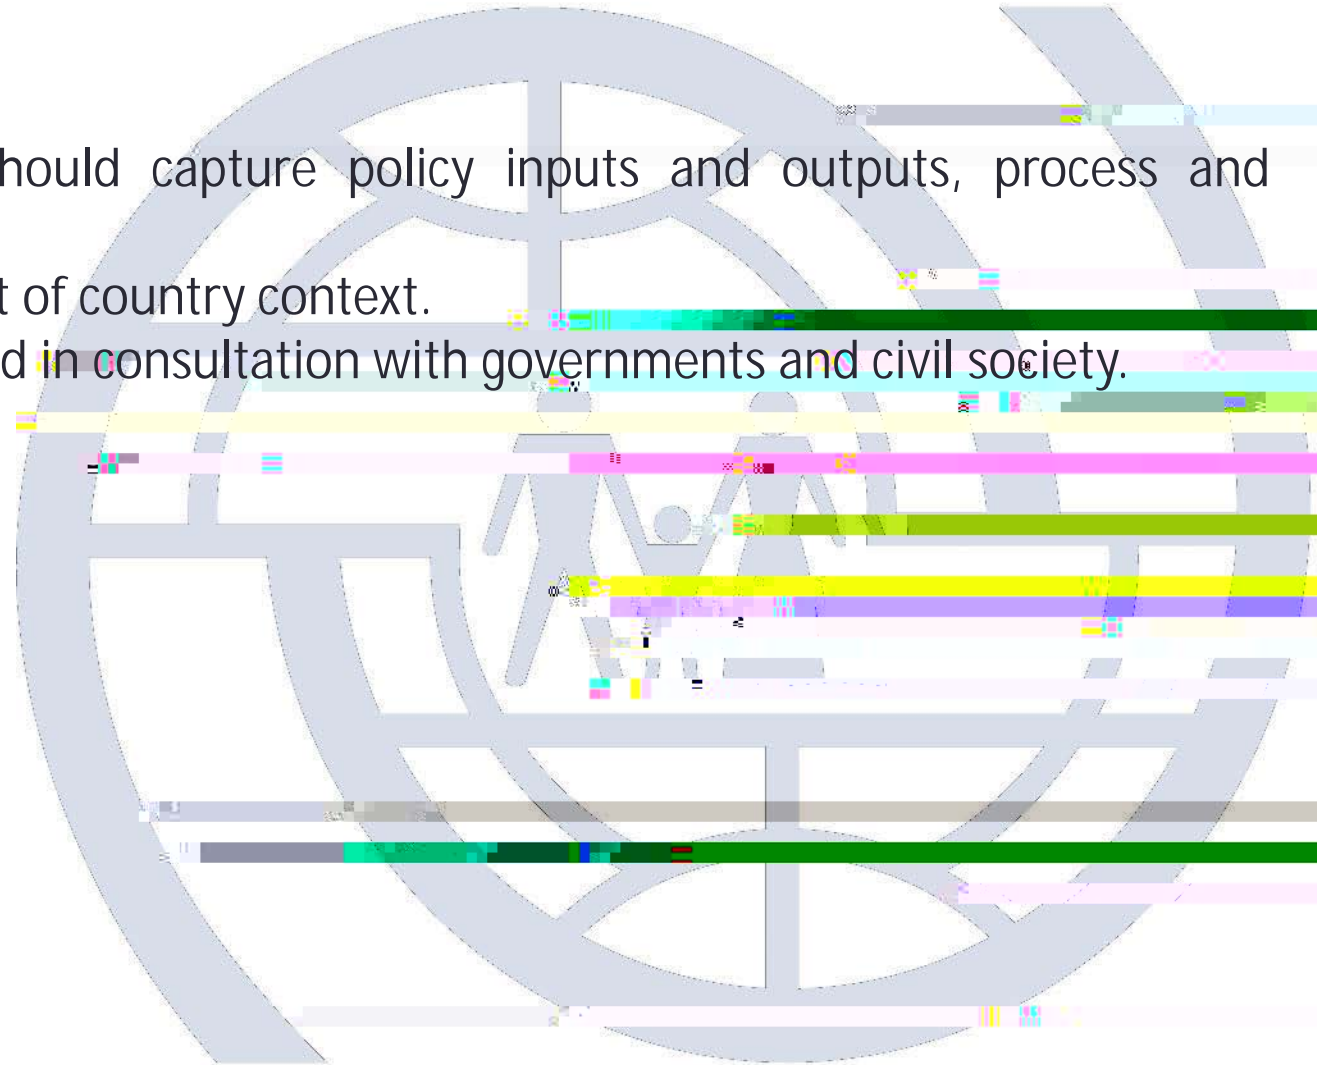 hould capture policy inputs and outputs, process and
t of country context.
d in consultation with governments and civil society.